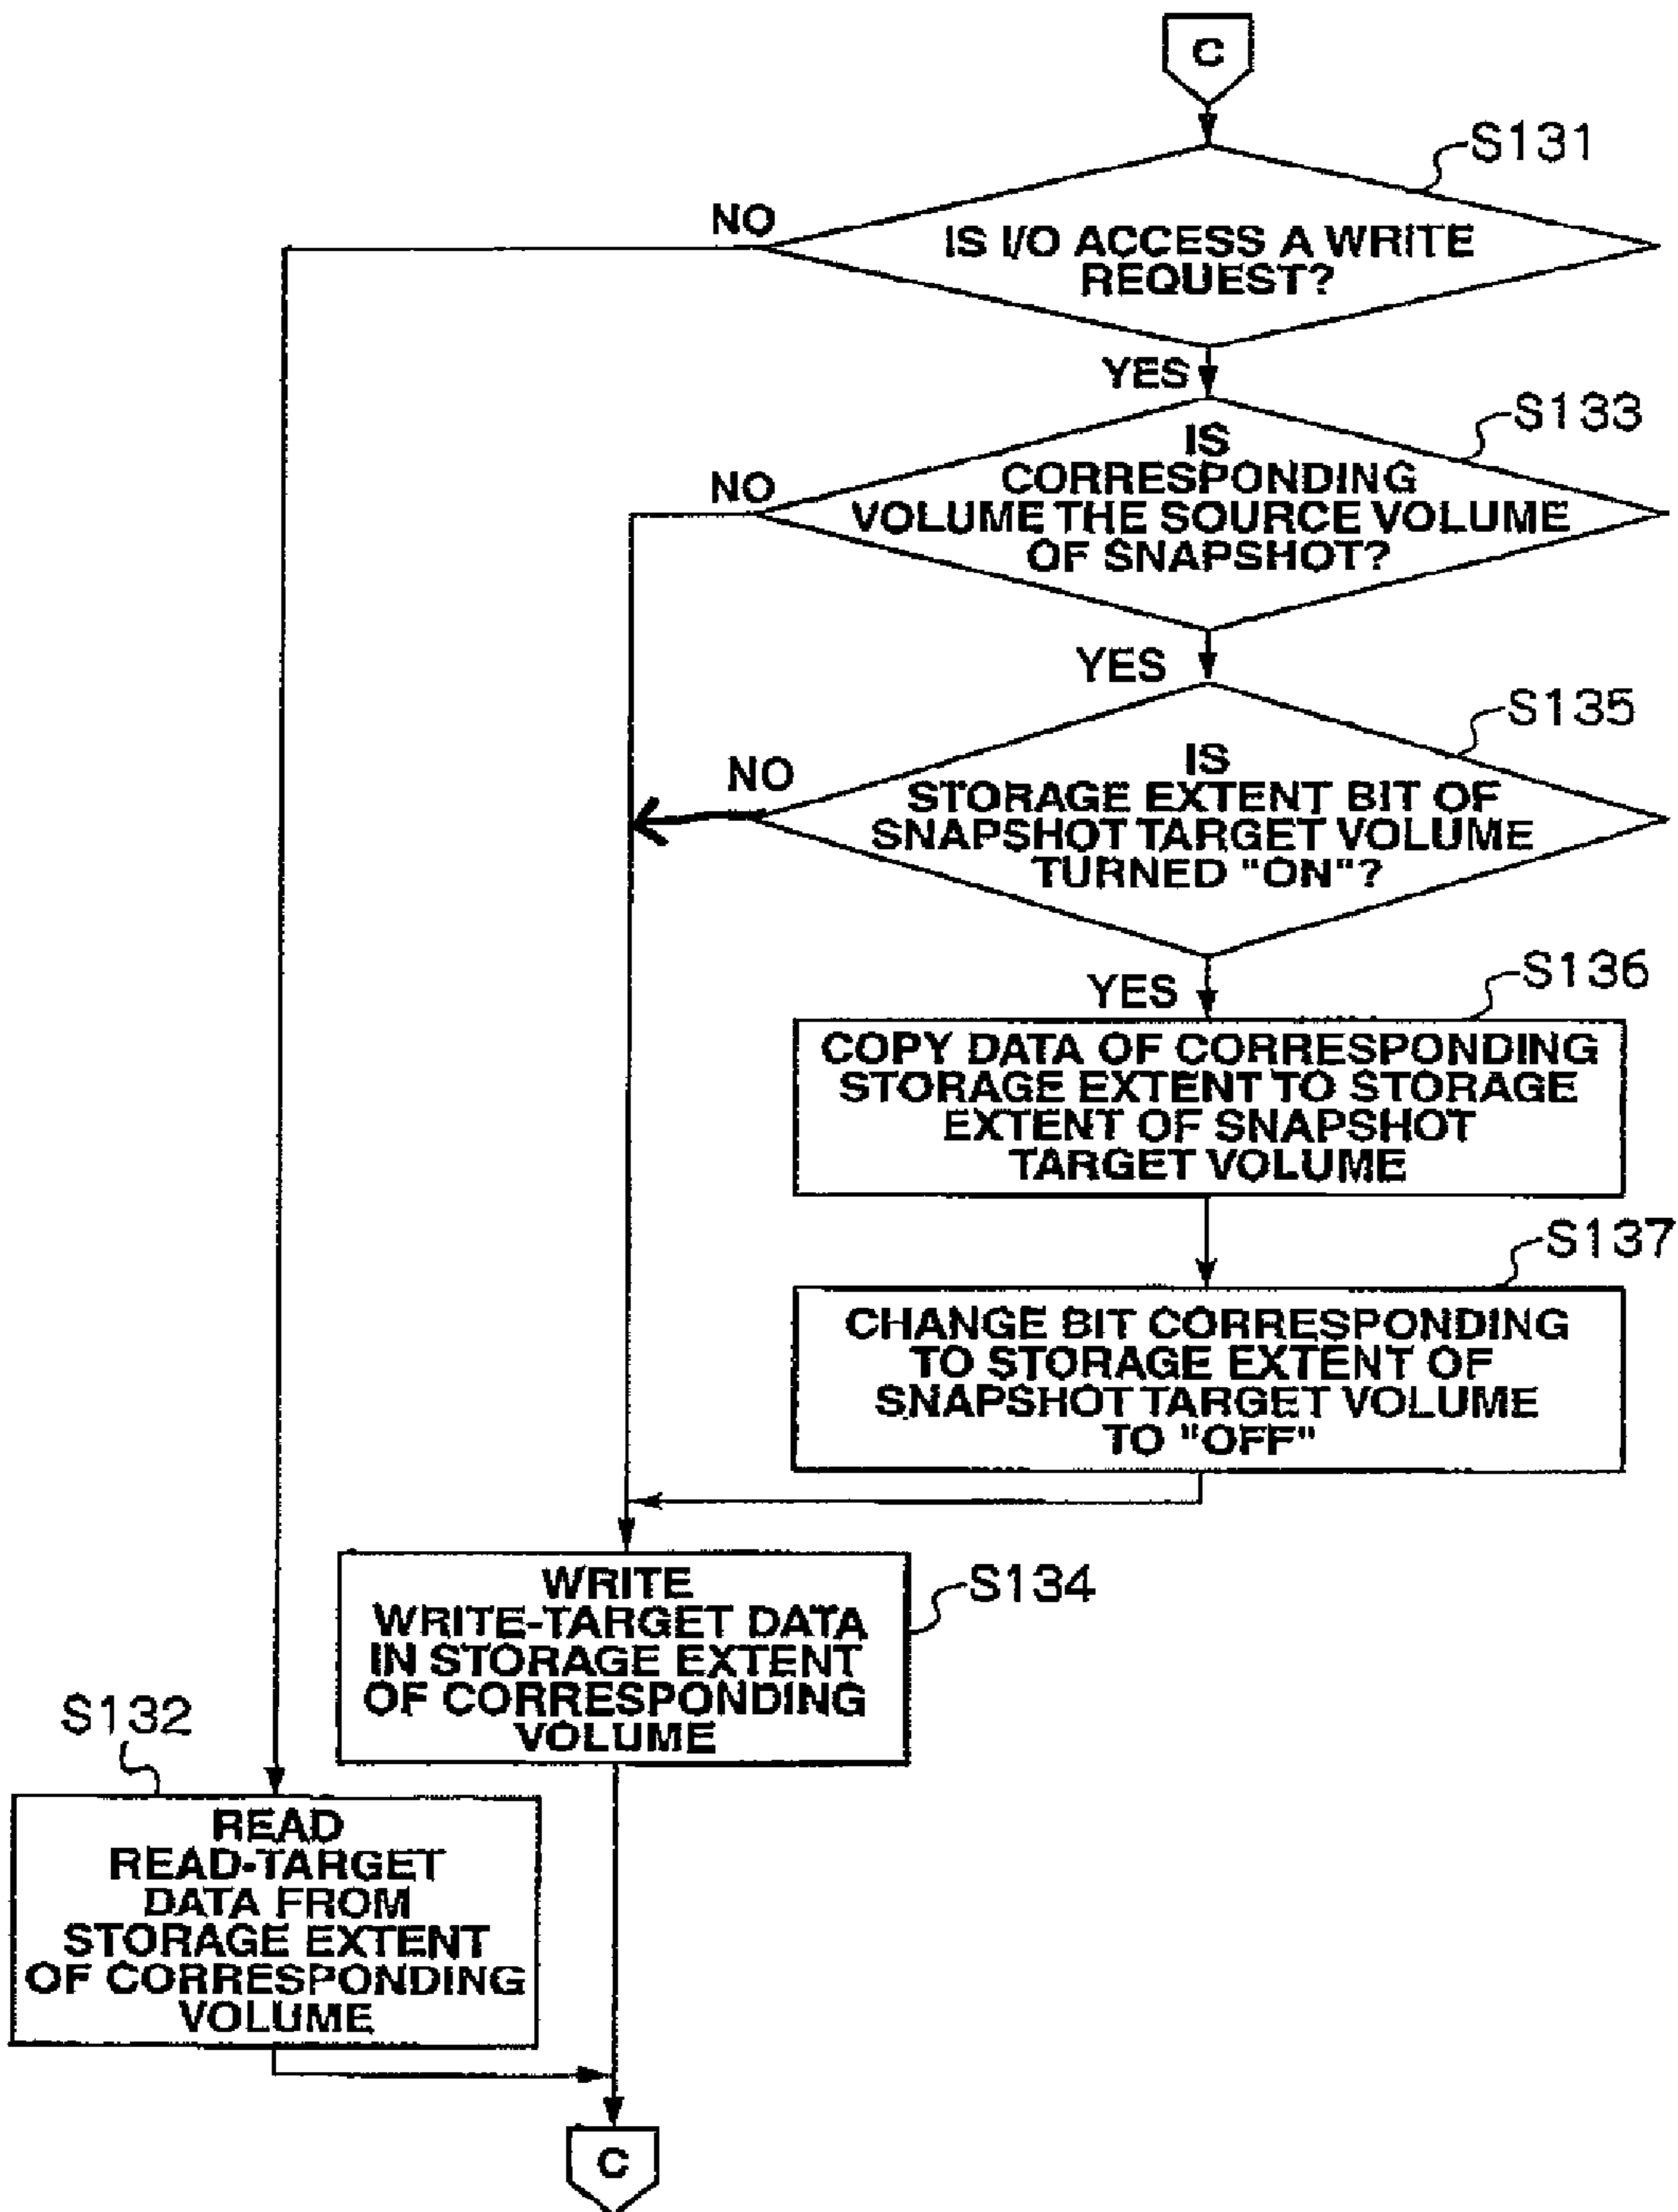 C
S131
NO
IS I/O ACCESS A WRITE
REQUEST?
YES
S133
IS
CORRESPONDING
VOLUME THE SOURCE VOLUME
OF SNAPSHOT?
NO
YES
S135
IS
STORAGE EXTENT BIT OF
SNAPSHOT TARGET VOLUME
TURNED "ON"?
NO
YES
S136
COPY DATA OF CORRESPONDING
STORAGE EXTENT TO STORAGE
EXTENT OF SNAPSHOT
TARGET VOLUME
S137
CHANGE BIT CORRESPONDING
TO STORAGE EXTENT OF
SNAPSHOT TARGET VOLUME
TO "OFF"
S134
WRITE
WRITE-TARGET DATA
IN STORAGE EXTENT
OF CORRESPONDING
VOLUME
S132
READ
READ-TARGET
DATA FROM
STORAGE EXTENT
OF CORRESPONDING
VOLUME
C